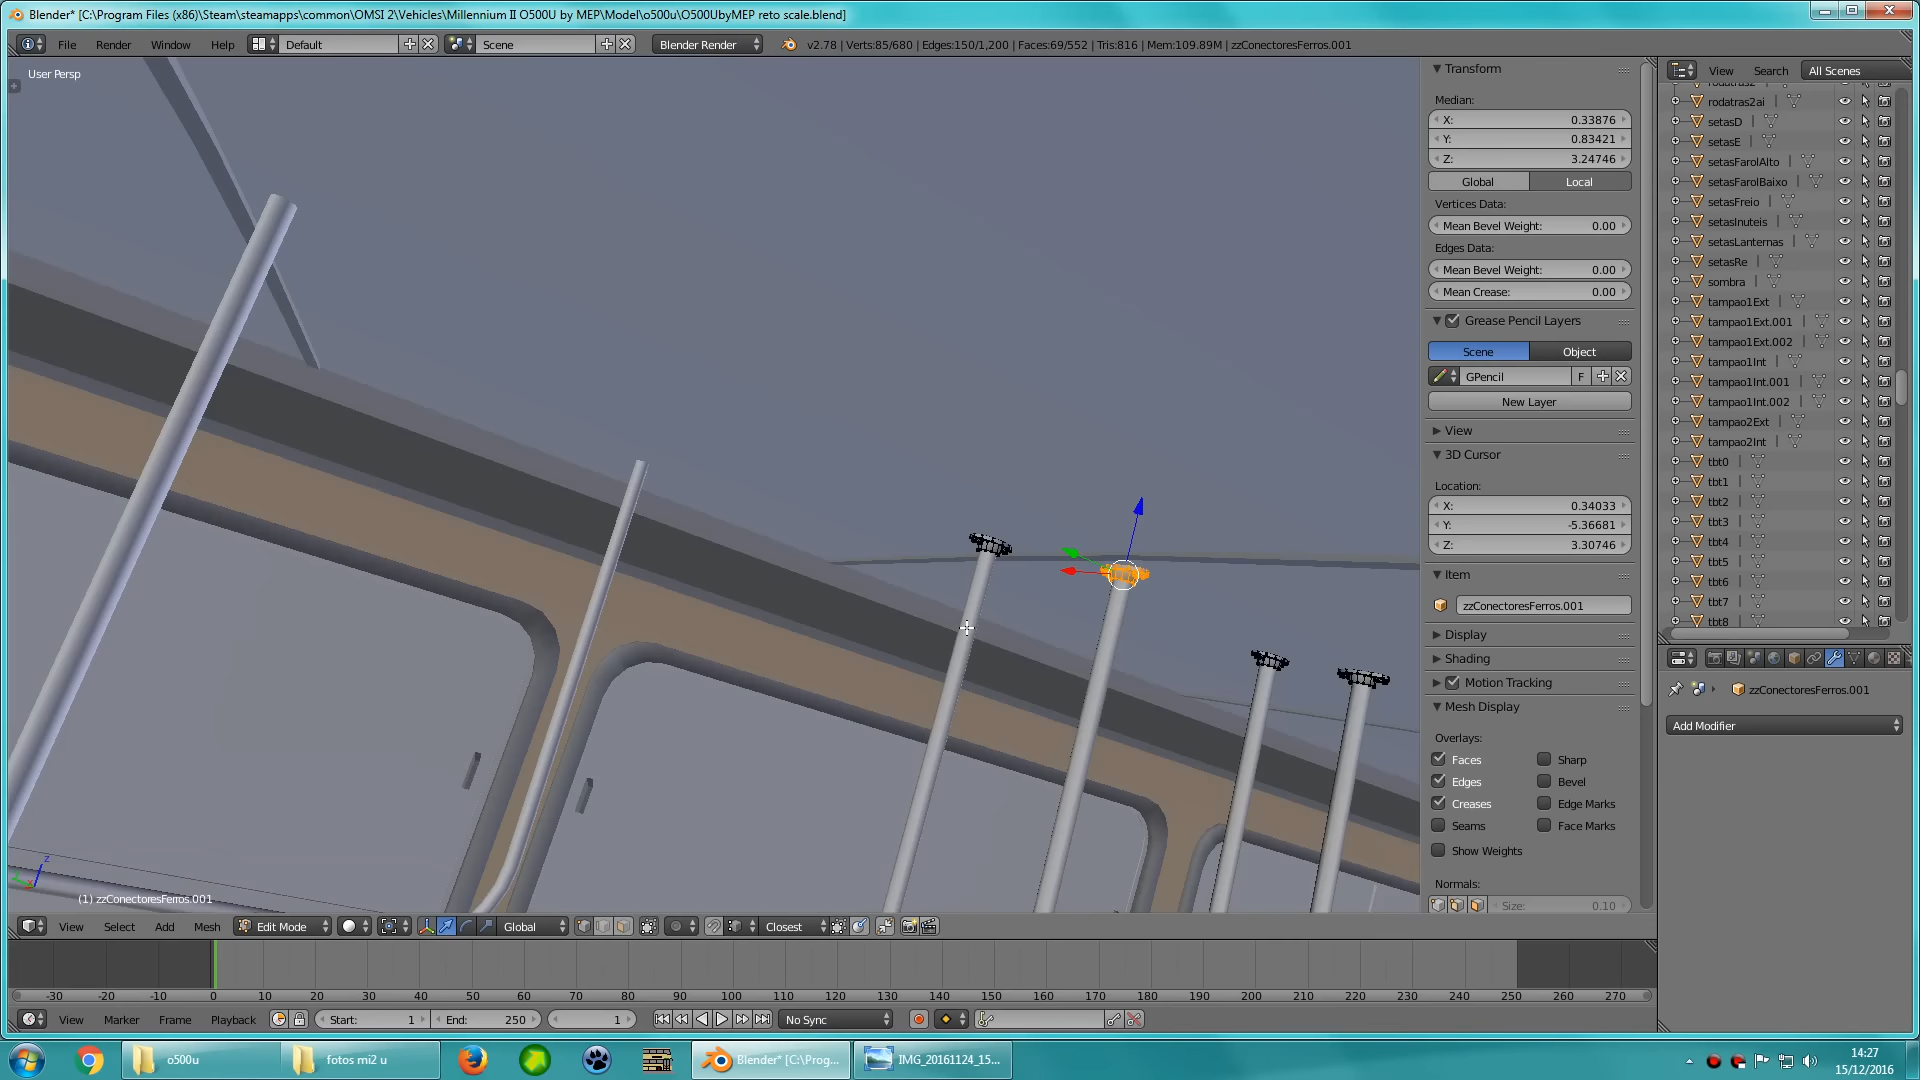 Blender* [C:\Program Files (x86)\Steam\steamapps\common\OMSI 2\Vehicles\Millennium II O500U by MEP\Model\o500u\O500UbyMEP reto scale.blend]
File Render Window Help Default Scene Blender Render v2.78 | Verts:85/680 | Edges:150/1,200 | Faces:69/552 | Tris:816 | Mem:109.89M | zzConectoresFerros.001
User Persp
(1) zzConectoresFerros.001
Transform
Median:
X: 0.33876
Y: 0.83421
Z: 3.24746
Global Local
Vertices Data:
Mean Bevel Weight: 0.00
Edges Data:
Mean Bevel Weight: 0.00
Mean Crease: 0.00
Grease Pencil Layers
Scene Object
GPencil F
New Layer
View
3D Cursor
Location:
X: 0.34033
Y: -5.36681
Z: 3.30746
Item
zzConectoresFerros.001
Display
Shading
Motion Tracking
Mesh Display
Overlays:
Faces Sharp
Edges Bevel
Creases Edge Marks
Seams Face Marks
Show Weights
Normals:
Size: 0.10
View Search All Scenes
rodatras2ai
setasD
setasE
setasFarolAlto
setasFarolBaixo
setasFreio
setasInuteis
setasLanternas
setasRe
sombra
tampao1Ext
tampao1Ext.001
tampao1Ext.002
tampao1Int
tampao1Int.001
tampao1Int.002
tampao2Ext
tampao2Int
tbt0
tbt1
tbt2
tbt3
tbt4
tbt5
tbt6
tbt7
tbt8
zzConectoresFerros.001
Add Modifier
View Select Add Mesh Edit Mode Global Closest
-30 -20 -10 0 10 20 30 40 50 60 70 80 90 100 110 120 130 140 150 160 170 180 190 200 210 220 230 240 250 260 270
View Marker Frame Playback Start: 1 End: 250 1 No Sync
o500u fotos mi2 u Blender* [C:\Prog... IMG_20161124_15...
14:27
15/12/2016